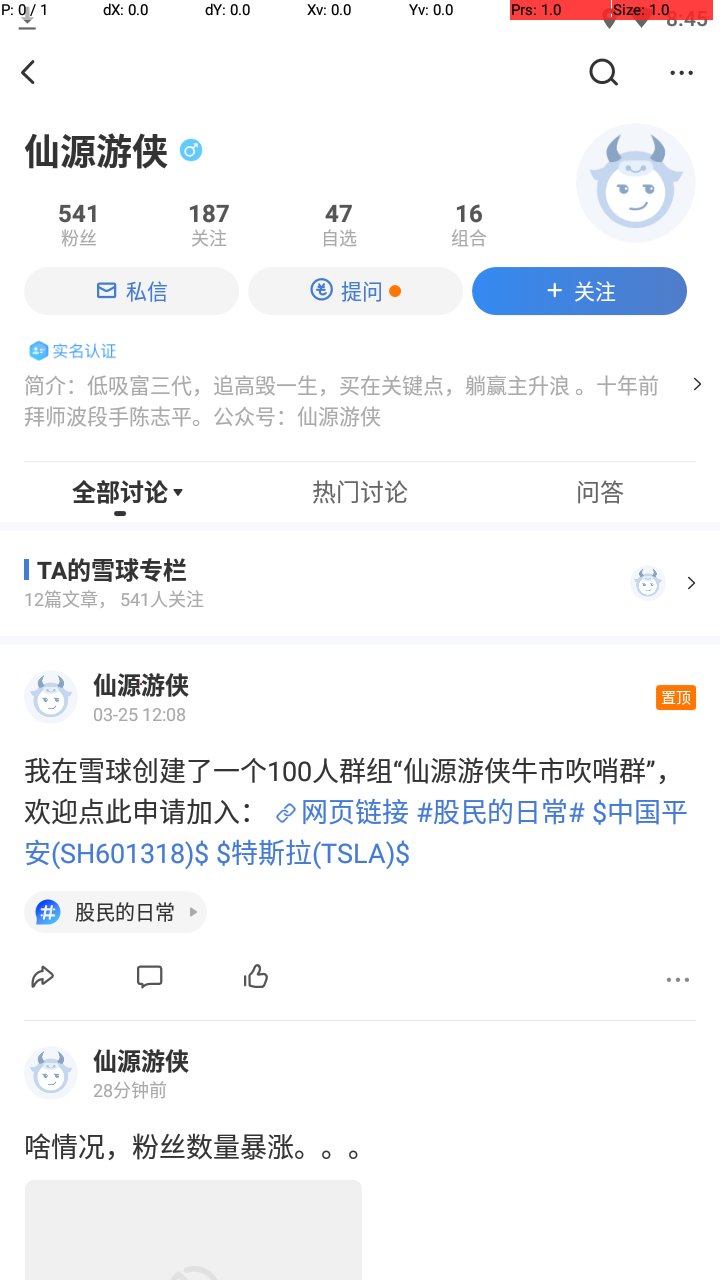 P: 0 / 1 dX: 0.0 dY: 0.0 Xv: 0.0 Yv: 0.0 Prs: 1.0 Size: 1.0
8:45
仙源游侠
541 187 47 16
粉丝 关注 自选 组合
私信 提问 + 关注
实名认证
简介：低吸富三代，追高毁一生，买在关键点，躺赢主升浪 。十年前
拜师波段手陈志平。公众号：仙源游侠
全部讨论 热门讨论 问答
TA的雪球专栏
12篇文章， 541人关注
仙源游侠
03-25 12:08
置顶
我在雪球创建了一个100人群组“仙源游侠牛市吹哨群”，
欢迎点此申请加入： 网页链接 #股民的日常# $中国平
安(SH601318)$ $特斯拉(TSLA)$
# 股民的日常
仙源游侠
28分钟前
啥情况，粉丝数量暴涨。。。